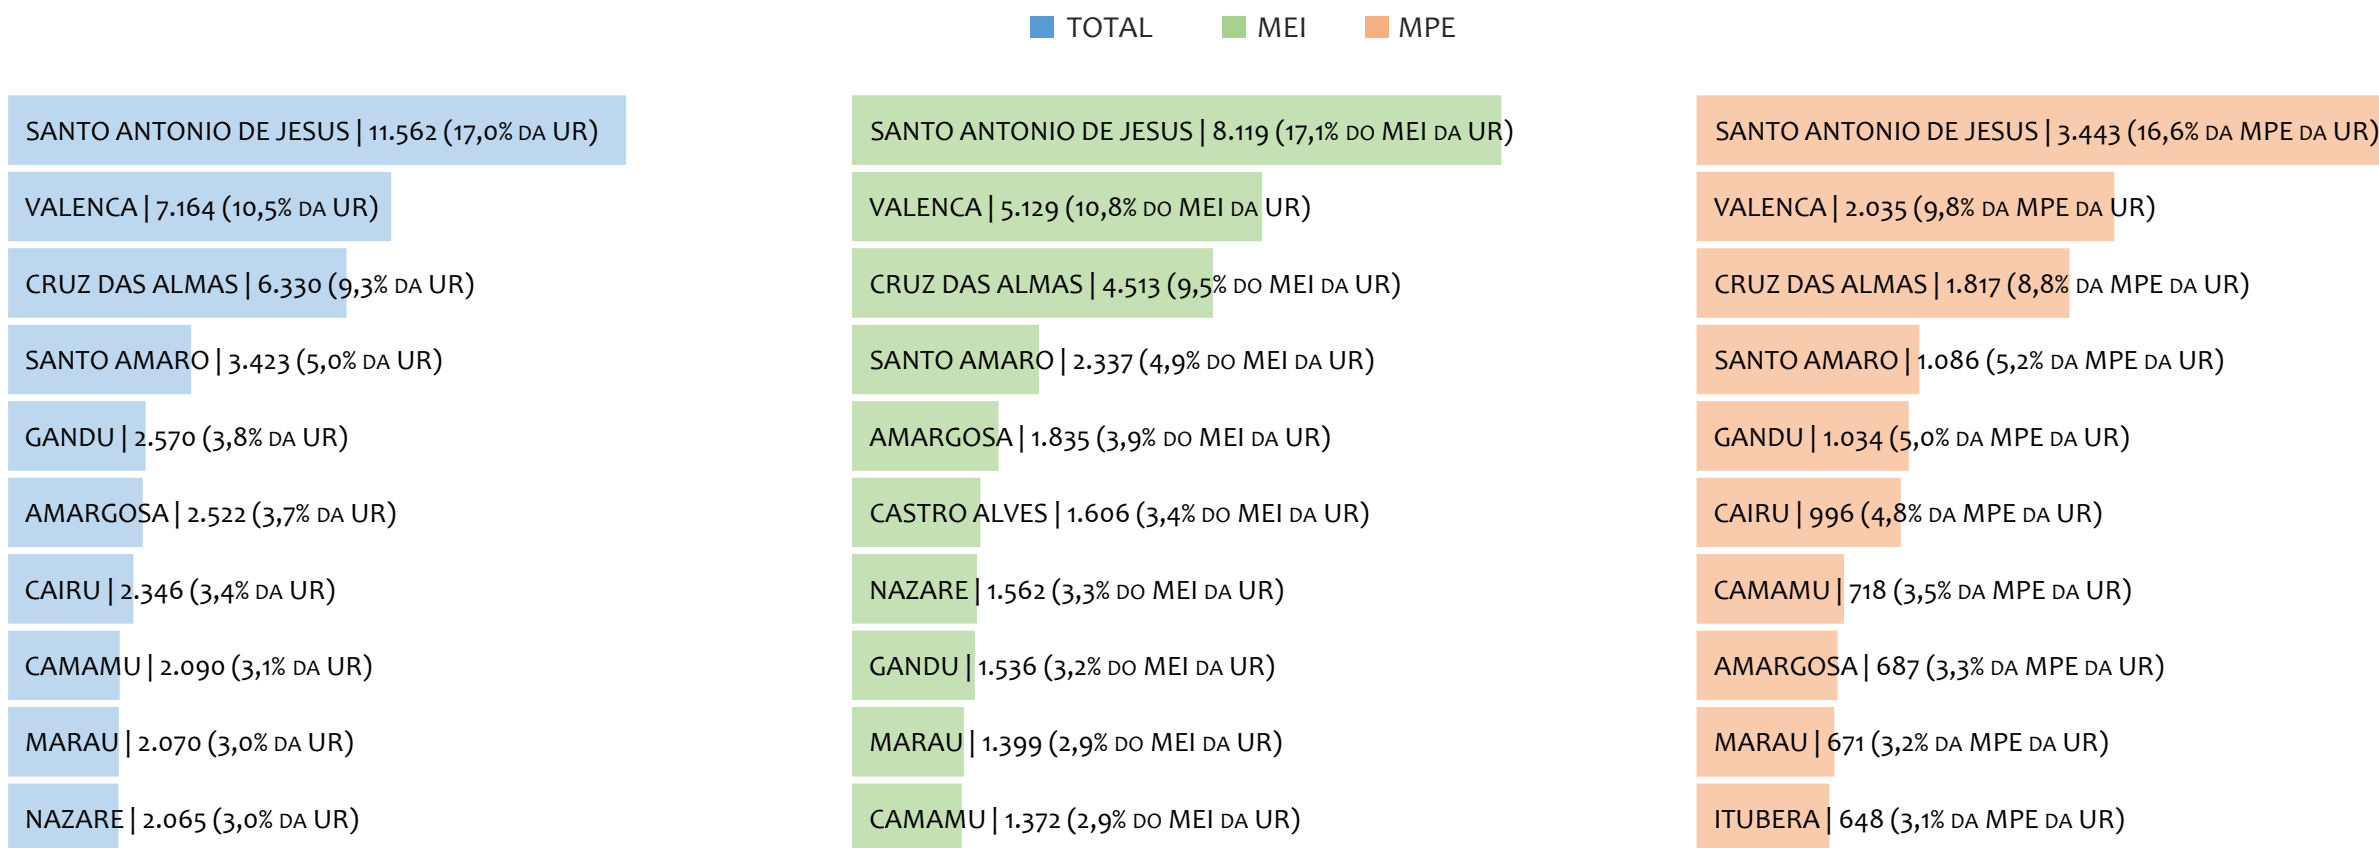 TOTAL MEI MPE
SANTO ANTONIO DE JESUS | 11.562 (17,0% DA UR)
VALENCA | 7.164 (10,5% DA UR)
CRUZ DAS ALMAS | 6.330 (9,3% DA UR)
SANTO AMARO | 3.423 (5,0% DA UR)
GANDU | 2.570 (3,8% DA UR)
AMARGOSA | 2.522 (3,7% DA UR)
CAIRU | 2.346 (3,4% DA UR)
CAMAMU | 2.090 (3,1% DA UR)
MARAU | 2.070 (3,0% DA UR)
NAZARE | 2.065 (3,0% DA UR)
SANTO ANTONIO DE JESUS | 8.119 (17,1% DO MEI DA UR)
VALENCA | 5.129 (10,8% DO MEI DA UR)
CRUZ DAS ALMAS | 4.513 (9,5% DO MEI DA UR)
SANTO AMARO | 2.337 (4,9% DO MEI DA UR)
AMARGOSA | 1.835 (3,9% DO MEI DA UR)
CASTRO ALVES | 1.606 (3,4% DO MEI DA UR)
NAZARE | 1.562 (3,3% DO MEI DA UR)
GANDU | 1.536 (3,2% DO MEI DA UR)
MARAU | 1.399 (2,9% DO MEI DA UR)
CAMAMU | 1.372 (2,9% DO MEI DA UR)
SANTO ANTONIO DE JESUS | 3.443 (16,6% DA MPE DA UR)
VALENCA | 2.035 (9,8% DA MPE DA UR)
CRUZ DAS ALMAS | 1.817 (8,8% DA MPE DA UR)
SANTO AMARO | 1.086 (5,2% DA MPE DA UR)
GANDU | 1.034 (5,0% DA MPE DA UR)
CAIRU | 996 (4,8% DA MPE DA UR)
CAMAMU | 718 (3,5% DA MPE DA UR)
AMARGOSA | 687 (3,3% DA MPE DA UR)
MARAU | 671 (3,2% DA MPE DA UR)
ITUBERA | 648 (3,1% DA MPE DA UR)